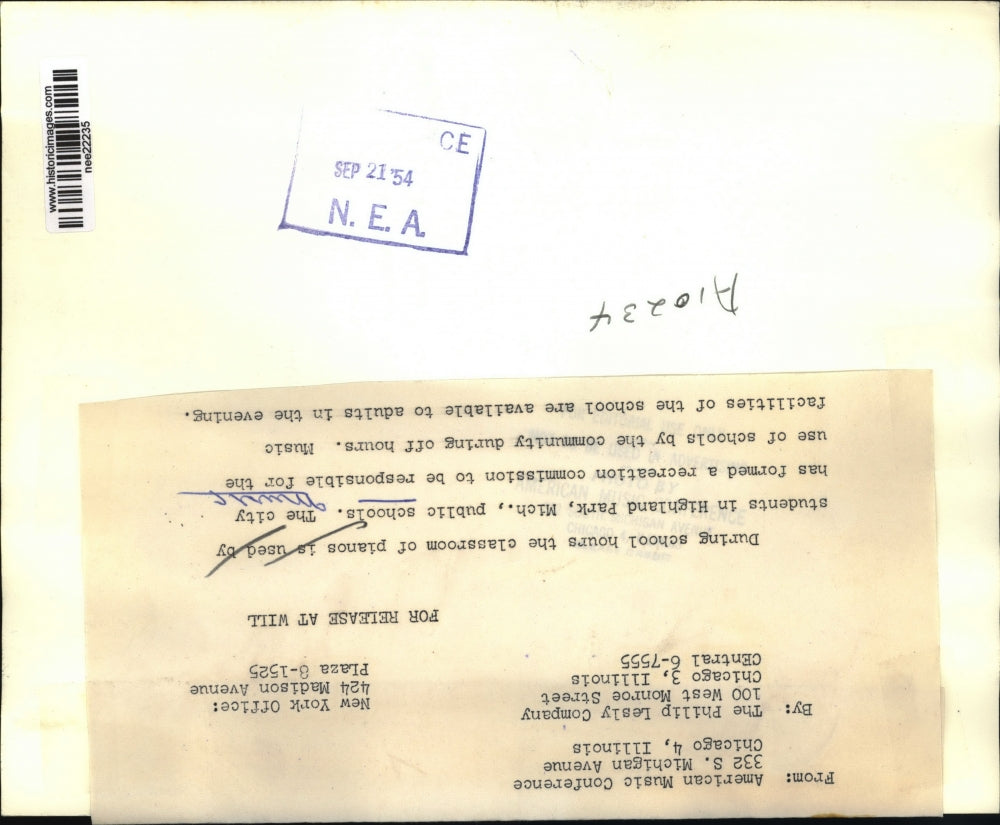 www.historicimages.com
nee22235
CE
SEP 21 '54
N. E. A.
A10234
From: American Music Conference
332 S. Michigan Avenue
Chicago 4, Illinois
By: The Philip Lesly Company
100 West Monroe Street
Chicago 3, Illinois
CEntral 6-7555
New York Office:
424 Madison Avenue
PLaza 8-1525
FOR RELEASE AT WILL
During school hours the classroom of pianos is used by
students in Highland Park, Mich., public schools. The city
has formed a recreation commission to be responsible for the
use of schools by the community during off hours. Music
facilities of the school are available to adults in the evening.